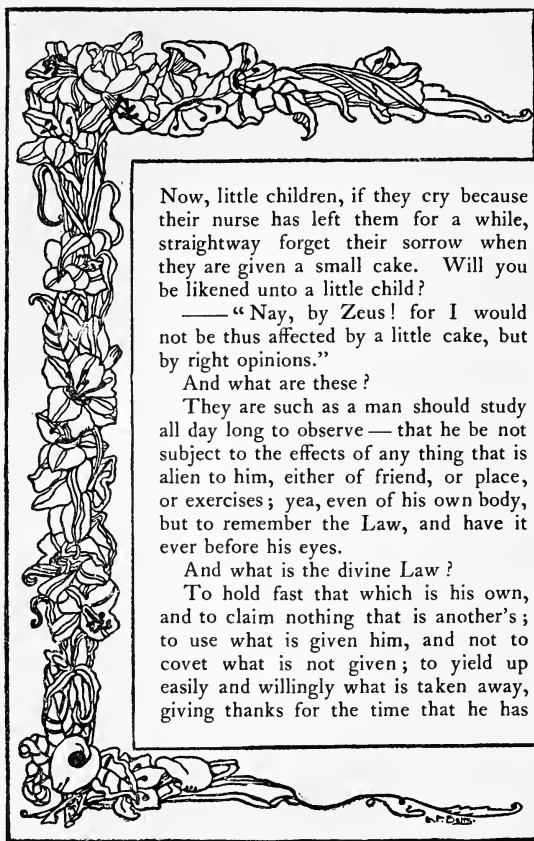 Now, little children, if they cry because
their nurse has left them for a while,
straightway forget their sorrow when
they are given a small cake. Will you
be likened unto a little child?
—— “Nay, by Zeus! for I would
not be thus affected by a little cake, but
by right opinions.”
And what are these?
They are such as a man should study
all day long to observe — that he be not
subject to the effects of any thing that is
alien to him, either of friend, or place,
or exercises; yea, even of his own body,
but to remember the Law, and have it
ever before his eyes.
And what is the divine Law?
To hold fast that which is his own,
and to claim nothing that is another's;
to use what is given him, and not to
covet what is not given; to yield up
easily and willingly what is taken away,
giving thanks for the time that he has